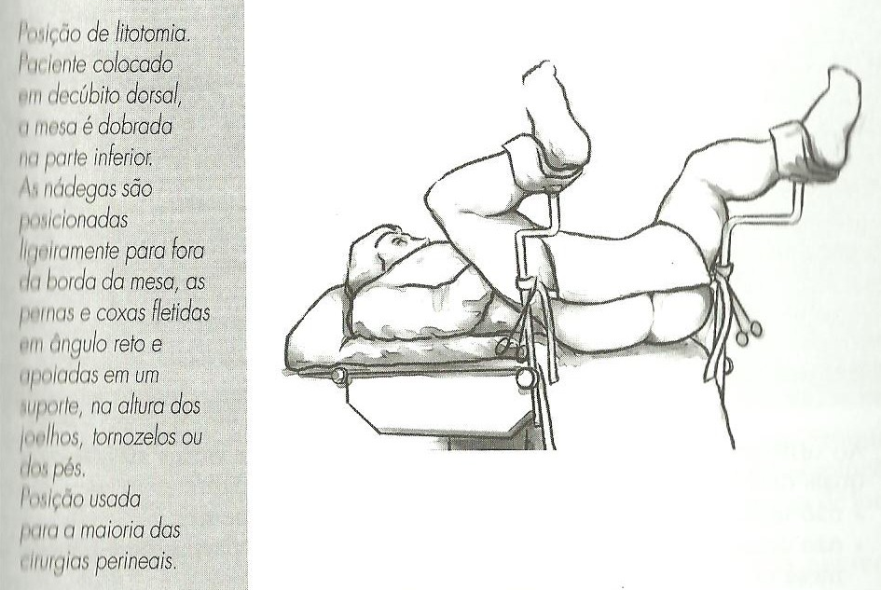 Posição de litotomia.
Paciente colocado
em decúbito dorsal,
a mesa é dobrada
na parte inferior.
As nádegas são
posicionadas
ligeiramente para fora
da borda da mesa, as
pernas e coxas fletidas
em ângulo reto e
apoiadas em um
suporte, na altura dos
joelhos, tornozelos ou
dos pés.
Posição usada
para a maioria das
cirurgias perineais.